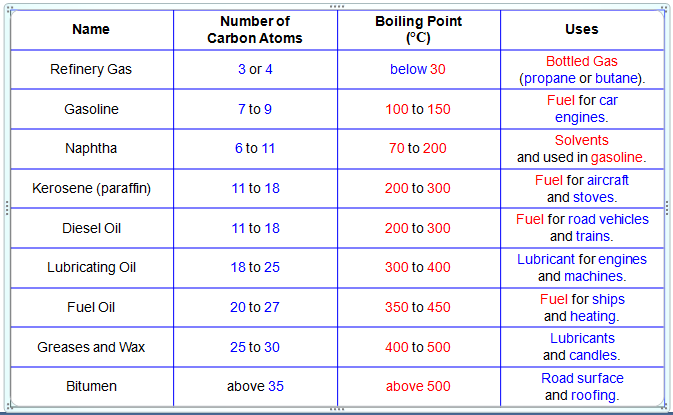 Name Number of Carbon Atoms Boiling Point (°C) Uses
Refinery Gas 3 or 4 below 30 Bottled Gas (propane or butane).
Gasoline 7 to 9 100 to 150 Fuel for car engines.
Naphtha 6 to 11 70 to 200 Solvents and used in gasoline.
Kerosene (paraffin) 11 to 18 200 to 300 Fuel for aircraft and stoves.
Diesel Oil 11 to 18 200 to 300 Fuel for road vehicles and trains.
Lubricating Oil 18 to 25 300 to 400 Lubricant for engines and machines.
Fuel Oil 20 to 27 350 to 450 Fuel for ships and heating.
Greases and Wax 25 to 30 400 to 500 Lubricants and candles.
Bitumen above 35 above 500 Road surface and roofing.